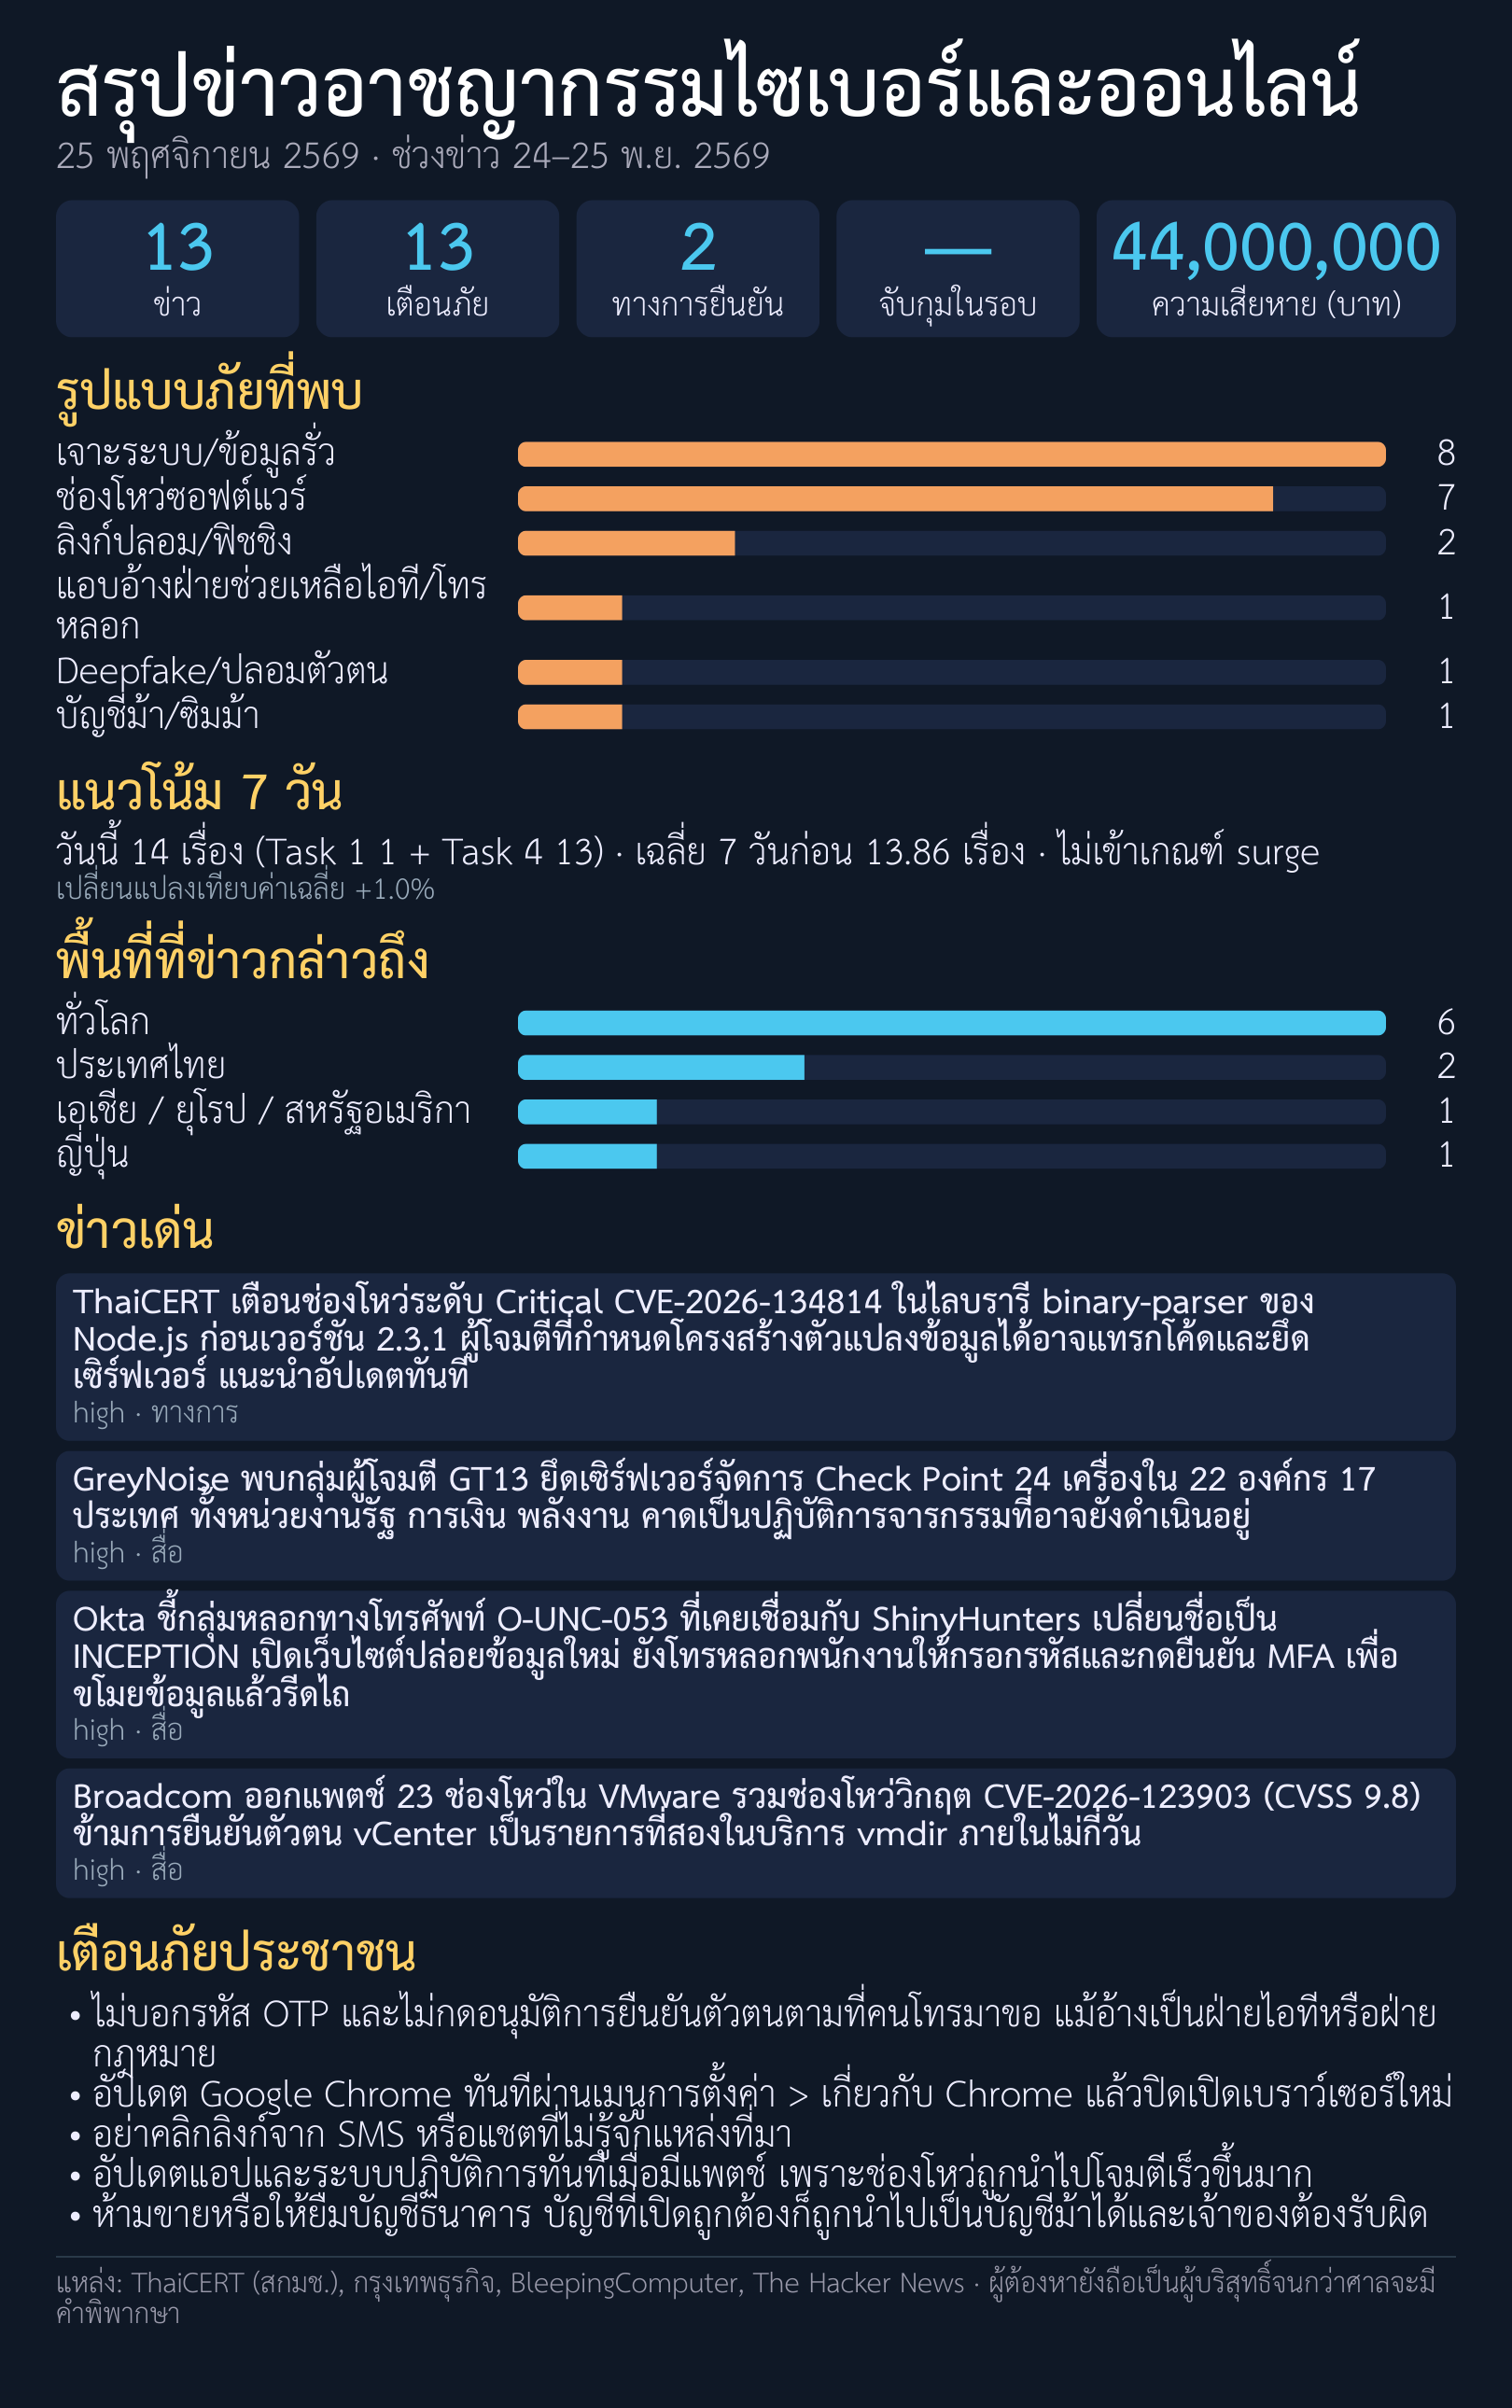 สรุปข่าวอาชญากรรมไซเบอร์และออนไลน์
25 พฤศจิกายน 2569 · ช่วงข่าว 24–25 พ.ย. 2569
13
ข่าว
13
เตือนภัย
2
ทางการยืนยัน
—
จับกุมในรอบ
44,000,000
ความเสียหาย (บาท)
รูปแบบภัยที่พบ
เจาะระบบ/ข้อมูลรั่ว 8
ช่องโหว่ซอฟต์แวร์ 7
ลิงก์ปลอม/ฟิชชิง 2
แอบอ้างฝ่ายช่วยเหลือไอที/โทร
หลอก 1
Deepfake/ปลอมตัวตน 1
บัญชีม้า/ซิมม้า 1
แนวโน้ม 7 วัน
วันนี้ 14 เรื่อง (Task 1 1 + Task 4 13) · เฉลี่ย 7 วันก่อน 13.86 เรื่อง · ไม่เข้าเกณฑ์ surge
เปลี่ยนแปลงเทียบค่าเฉลี่ย +1.0%
พื้นที่ที่ข่าวกล่าวถึง
ทั่วโลก 6
ประเทศไทย 2
เอเชีย / ยุโรป / สหรัฐอเมริกา 1
ญี่ปุ่น 1
ข่าวเด่น
ThaiCERT เตือนช่องโหว่ระดับ Critical CVE-2026-134814 ในไลบรารี binary-parser ของ
Node.js ก่อนเวอร์ชัน 2.3.1 ผู้โจมตีที่กำหนดโครงสร้างตัวแปลงข้อมูลได้อาจแทรกโค้ดและยึด
เซิร์ฟเวอร์ แนะนำอัปเดตทันที
high · ทางการ
GreyNoise พบกลุ่มผู้โจมตี GT13 ยึดเซิร์ฟเวอร์จัดการ Check Point 24 เครื่องใน 22 องค์กร 17
ประเทศ ทั้งหน่วยงานรัฐ การเงิน พลังงาน คาดเป็นปฏิบัติการจารกรรมที่อาจยังดำเนินอยู่
high · สื่อ
Okta ชี้กลุ่มหลอกทางโทรศัพท์ O-UNC-053 ที่เคยเชื่อมกับ ShinyHunters เปลี่ยนชื่อเป็น
INCEPTION เปิดเว็บไซต์ปล่อยข้อมูลใหม่ ยังโทรหลอกพนักงานให้กรอกรหัสและกดยืนยัน MFA เพื่อ
ขโมยข้อมูลแล้วรีดไถ
high · สื่อ
Broadcom ออกแพตช์ 23 ช่องโหว่ใน VMware รวมช่องโหว่วิกฤต CVE-2026-123903 (CVSS 9.8)
ข้ามการยืนยันตัวตน vCenter เป็นรายการที่สองในบริการ vmdir ภายในไม่กี่วัน
high · สื่อ
เตือนภัยประชาชน
• ไม่บอกรหัส OTP และไม่กดอนุมัติการยืนยันตัวตนตามที่คนโทรมาขอ แม้อ้างเป็นฝ่ายไอทีหรือฝ่าย
กฎหมาย
• อัปเดต Google Chrome ทันทีผ่านเมนูการตั้งค่า > เกี่ยวกับ Chrome แล้วปิดเปิดเบราว์เซอร์ใหม่
• อย่าคลิกลิงก์จาก SMS หรือแชตที่ไม่รู้จักแหล่งที่มา
• อัปเดตแอปและระบบปฏิบัติการทันทีเมื่อมีแพตช์ เพราะช่องโหว่ถูกนำไปโจมตีเร็วขึ้นมาก
• ห้ามขายหรือให้ยืมบัญชีธนาคาร บัญชีที่เปิดถูกต้องก็ถูกนำไปเป็นบัญชีม้าได้และเจ้าของต้องรับผิด
แหล่ง: ThaiCERT (สกมช.), กรุงเทพธุรกิจ, BleepingComputer, The Hacker News · ผู้ต้องหายังถือเป็นผู้บริสุทธิ์จนกว่าศาลจะมี
คำพิพากษา